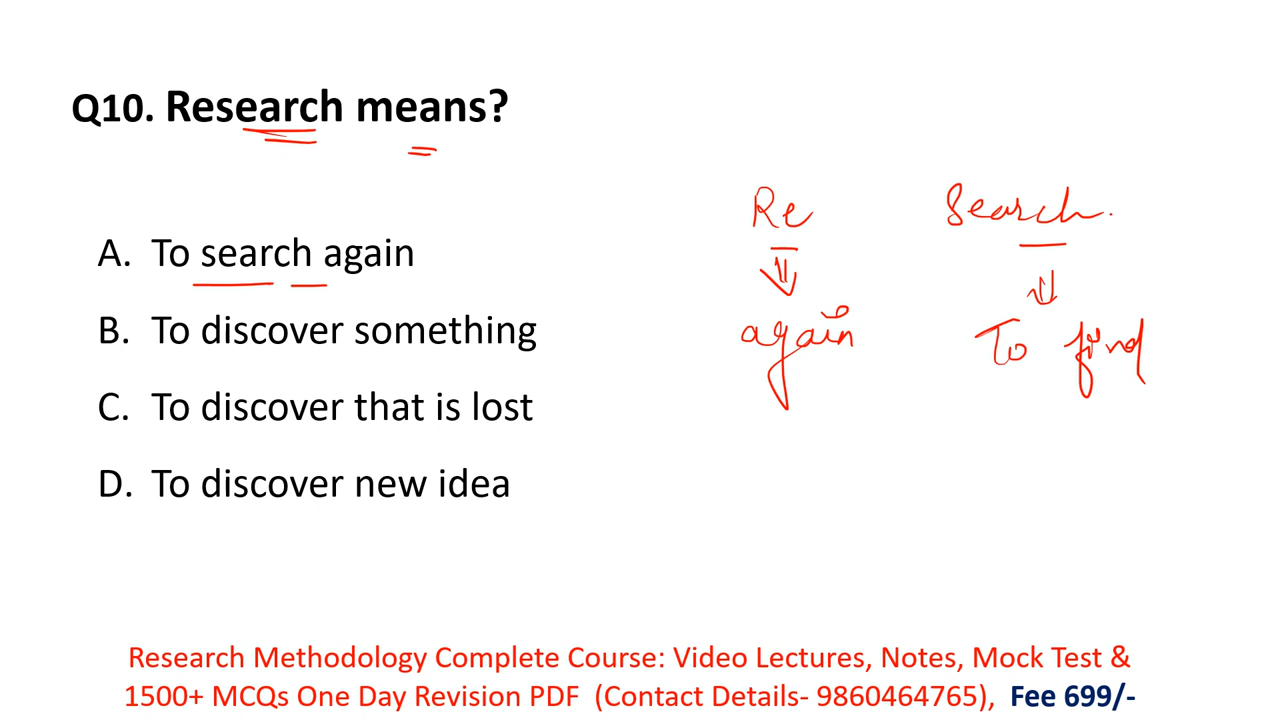 Q10. Research means?
Re Search.
A. To search again
again To find
B. To discover something
C. To discover that is lost
D. To discover new idea
Research Methodology Complete Course: Video Lectures, Notes, Mock Test &
1500+ MCQs One Day Revision PDF (Contact Details- 9860464765), Fee 699/-